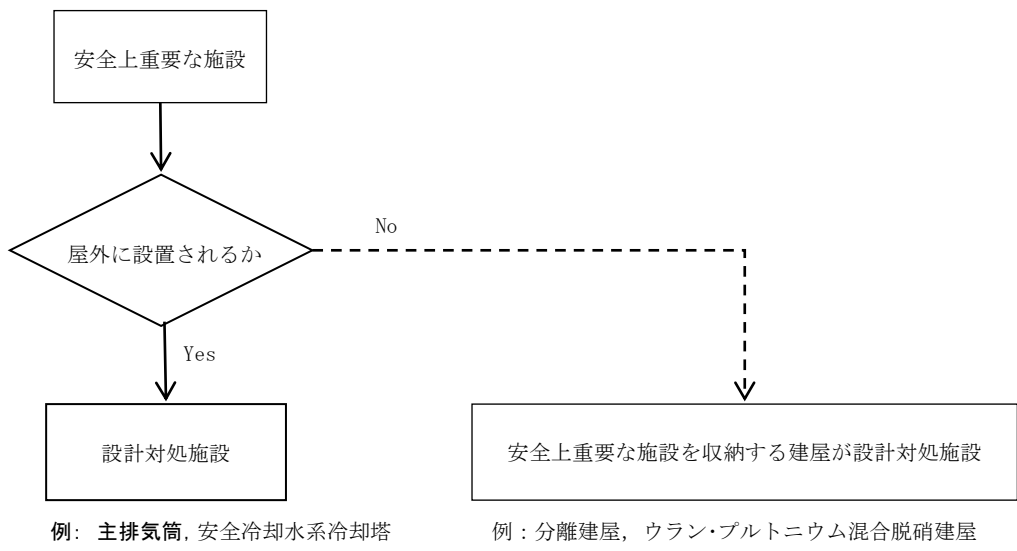 安全上重要な施設
屋外に設置されるか
No
Yes
設計対処施設
安全上重要な施設を収納する建屋が設計対処施設
例: 主排気筒, 安全冷却水系冷却塔
例：分離建屋, ウラン･プルトニウム混合脱硝建屋